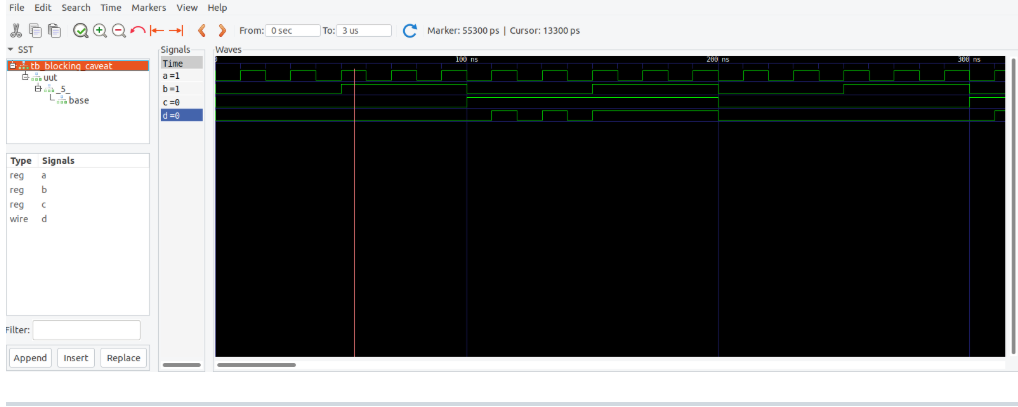 File Edit Search Time Markers View Help
From: 0 sec To: 3 us Marker: 55300 ps | Cursor: 13300 ps
SST
tb_blocking_caveat
uut
_5_
base
Type Signals
reg a
reg b
reg c
wire d
Filter:
Append Insert Replace
Signals
Time
a=1
b=1
c=0
d=0
Waves
100 ns 200 ns 300 ns